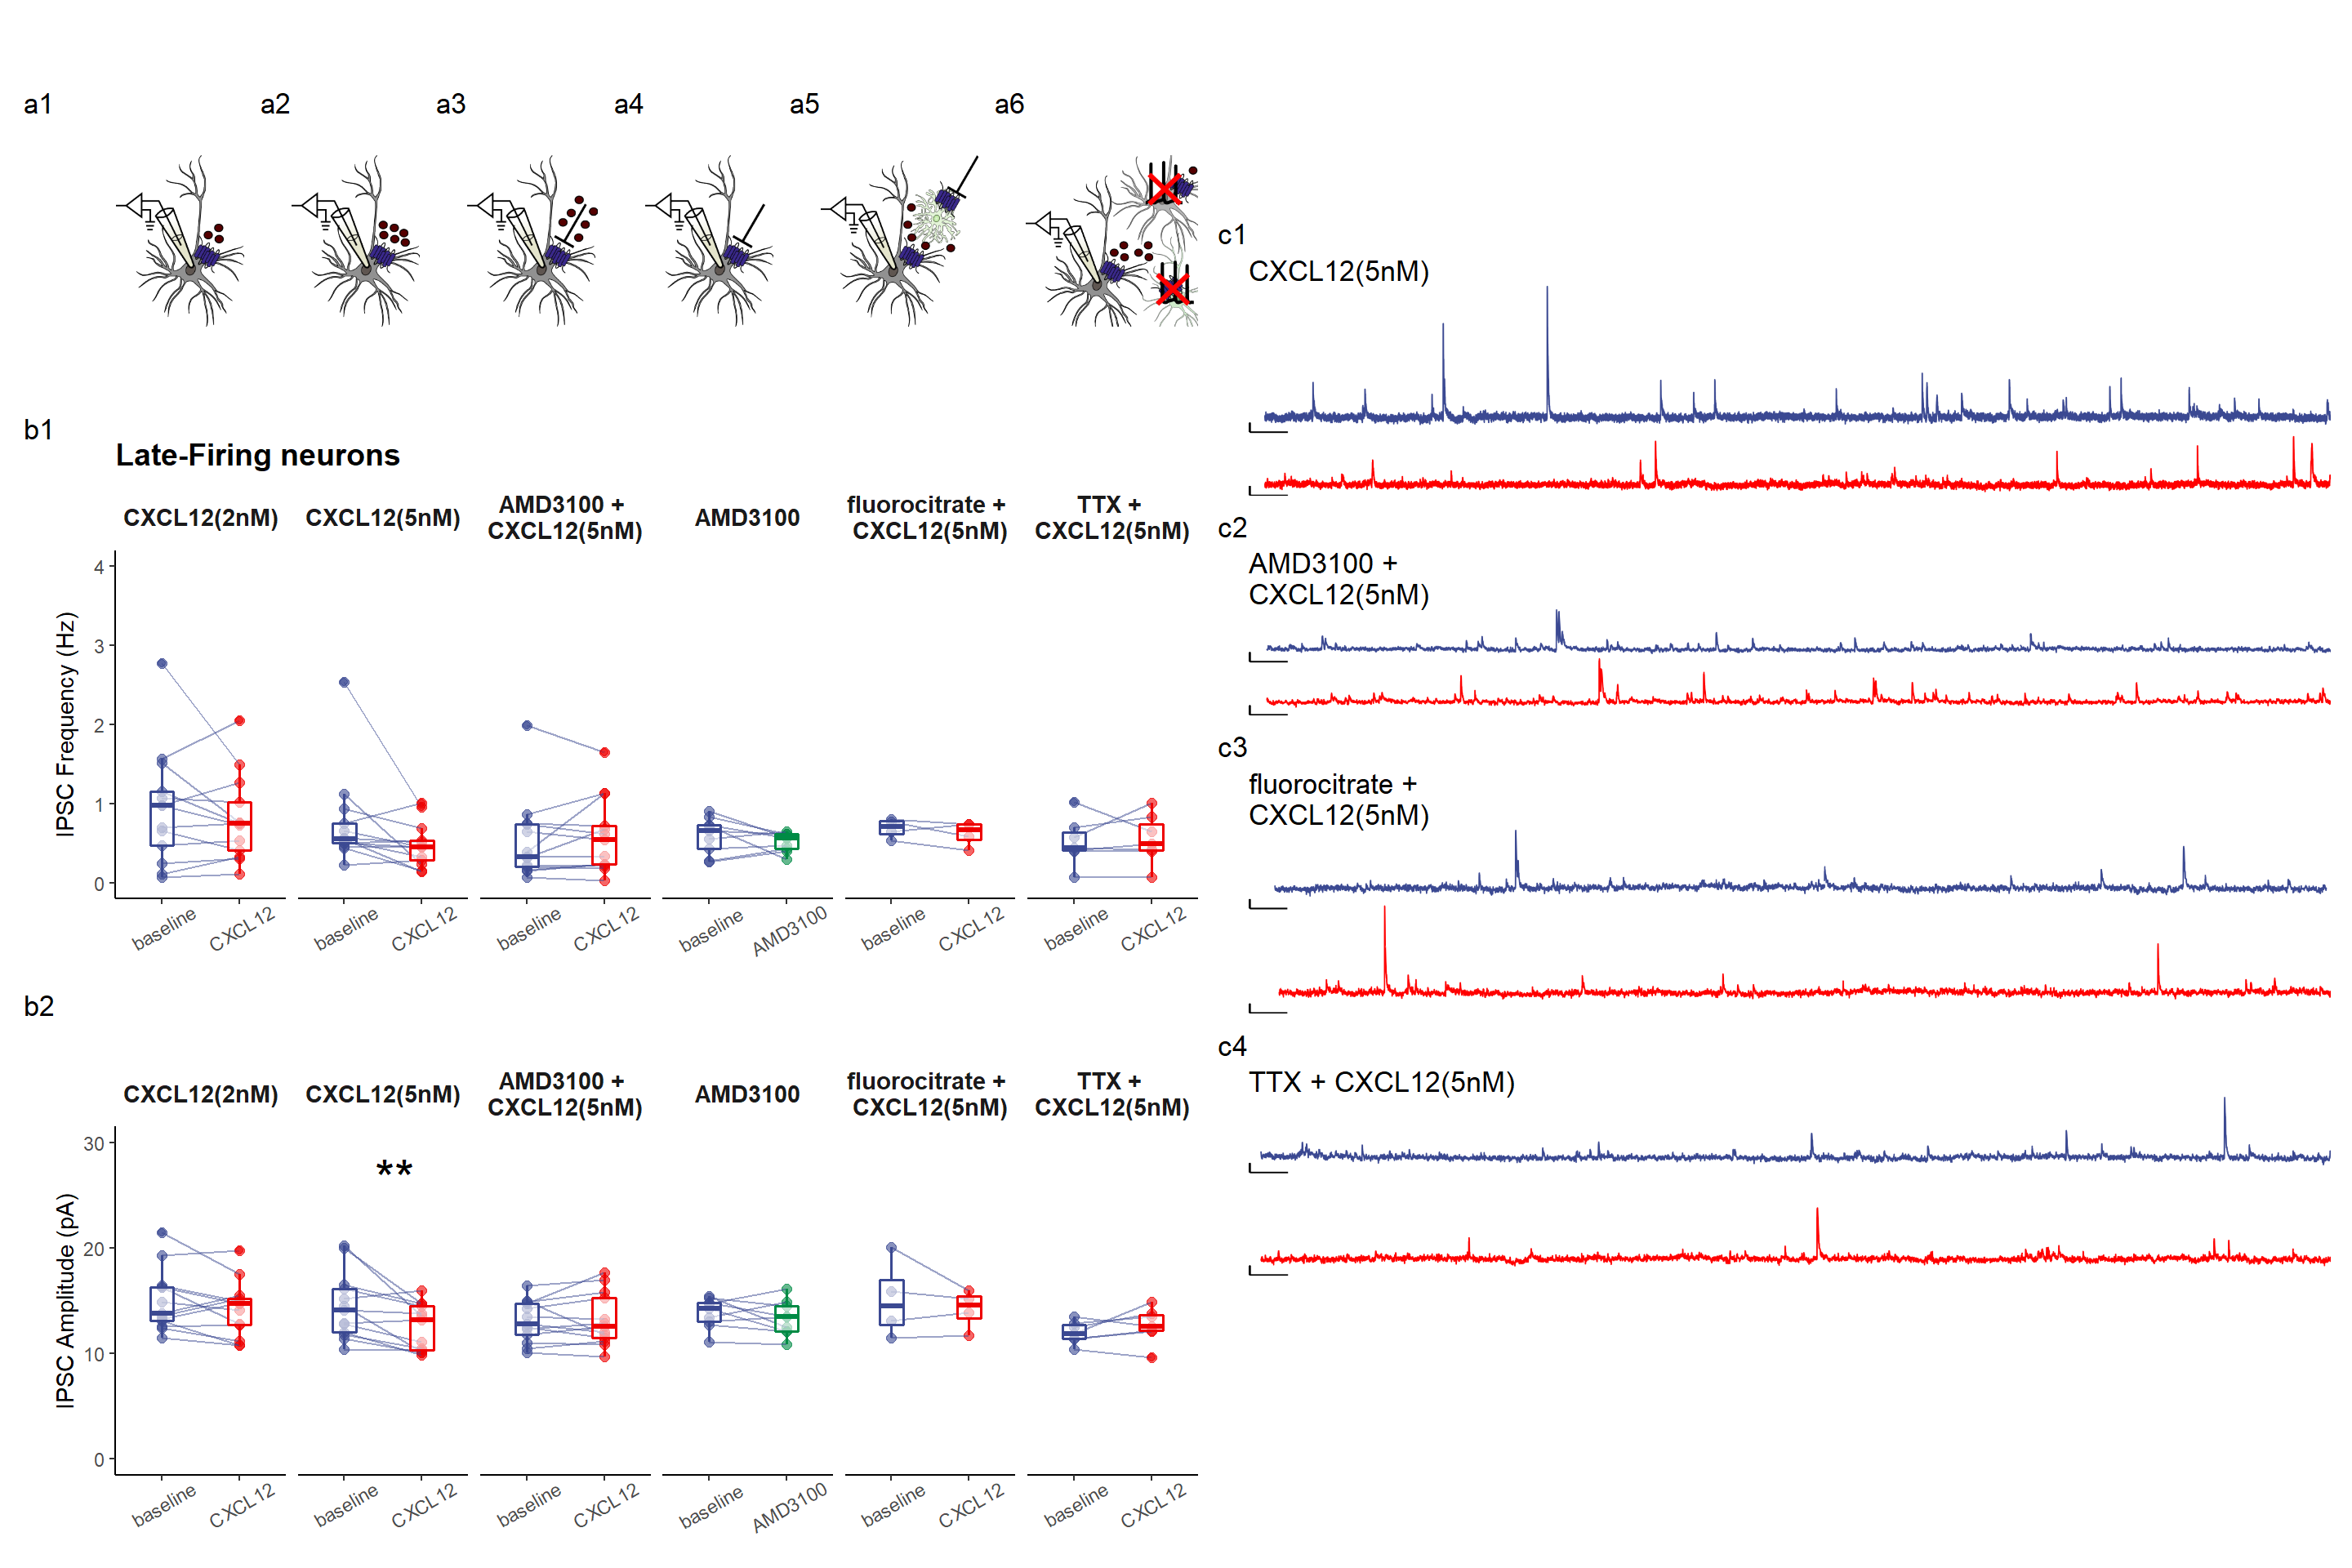 a1
a2
a3
a4
a5
a6
b1
Late-Firing neurons
CXCL12(2nM)
CXCL12(5nM)
AMD3100 +
CXCL12(5nM)
AMD3100
fluorocitrate +
CXCL12(5nM)
TTX +
CXCL12(5nM)
IPSC Frequency (Hz)
4
3
2
1
0
baseline
CXCL12
baseline
CXCL12
baseline
CXCL12
baseline
AMD3100
baseline
CXCL12
baseline
CXCL12
b2
CXCL12(2nM)
CXCL12(5nM)
AMD3100 +
CXCL12(5nM)
AMD3100
fluorocitrate +
CXCL12(5nM)
TTX +
CXCL12(5nM)
IPSC Amplitude (pA)
30
20
10
0
**
baseline
CXCL12
baseline
CXCL12
baseline
CXCL12
baseline
AMD3100
baseline
CXCL12
baseline
CXCL12
c1
CXCL12(5nM)
c2
AMD3100 +
CXCL12(5nM)
c3
fluorocitrate +
CXCL12(5nM)
c4
TTX + CXCL12(5nM)